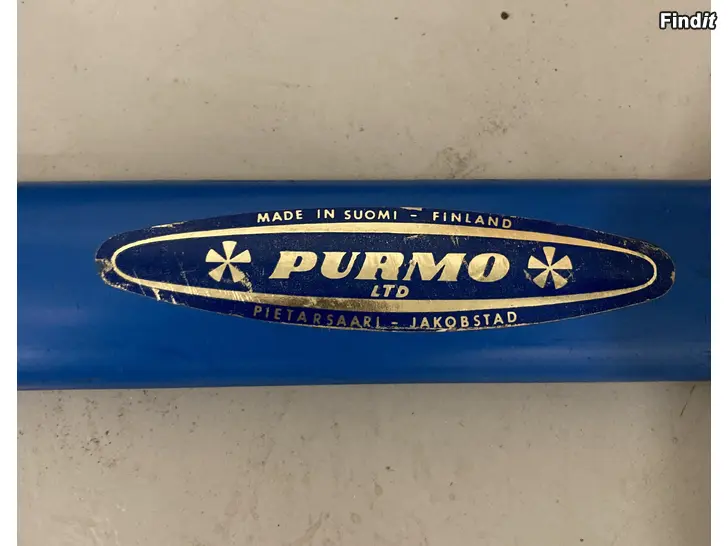 Findit
MADE IN SUOMI - FINLAND
PURMO
LTD
PIETARSAARI - JAKOBSTAD